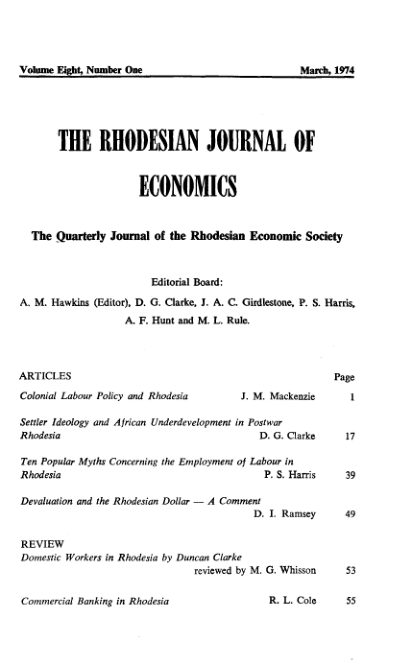 Volume Eight, Number One March, 1974
THE RHODESIAN JOURNAL OF
ECONOMICS
The Quarterly Journal of the Rhodesian Economic Society
Editorial Board:
A. M. Hawkins (Editor), D. G. Clarke, J. A. C. Girdlestone, P. S. Harris,
A. F. Hunt and M. L. Rule.
ARTICLES Page
Colonial Labour Policy and Rhodesia J. M. Mackenzie 1
Settler Ideology and African Underdevelopment in Postwar
Rhodesia D. G. Clarke 17
Ten Popular Myths Concerning the Employment of Labour in
Rhodesia P. S. Harris 39
Devaluation and the Rhodesian Dollar — A Comment
D. I. Ramsey 49
REVIEW
Domestic Workers in Rhodesia by Duncan Clarke
reviewed by M. G. Whisson 53
Commercial Banking in Rhodesia R. L. Cole 55